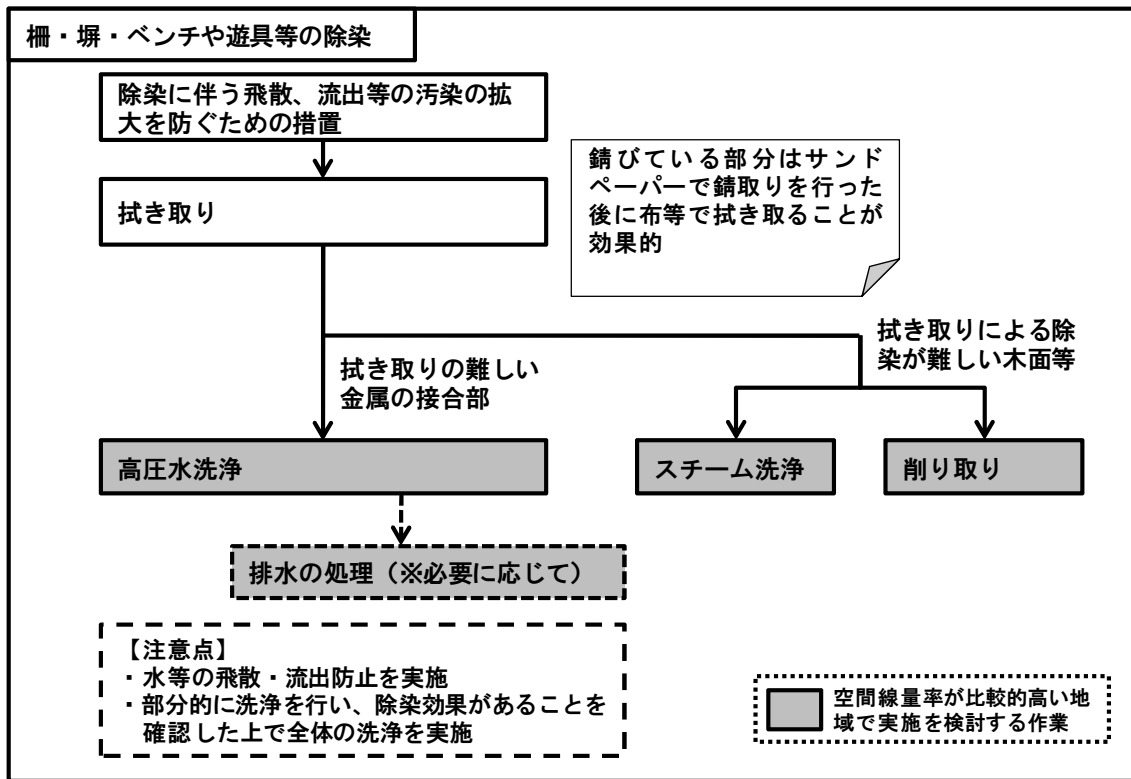 柵・塀・ベンチや遊具等の除染
除染に伴う飛散、流出等の汚染の拡
大を防ぐための措置
拭き取り
錆びている部分はサンド
ペーパーで錆取りを行った
後に布等で拭き取ることが
効果的
拭き取りの難しい
金属の接合部
拭き取りによる除
染が難しい木面等
高圧水洗浄
スチーム洗浄
削り取り
排水の処理（※必要に応じて）
【注意点】
・水等の飛散・流出防止を実施
・部分的に洗浄を行い、除染効果があることを
確認した上で全体の洗浄を実施
空間線量率が比較的高い地
域で実施を検討する作業